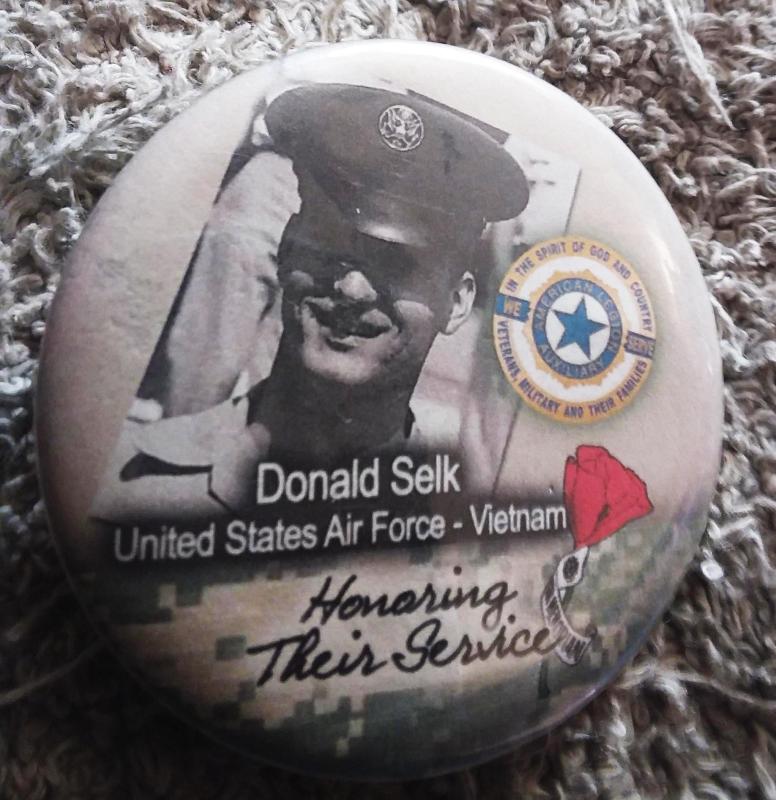 IN THE SPIRIT OF GOD AND COUNTRY
WE
AMERICAN LEGION
AUXILIARY
SERVE
VETERANS, MILITARY AND THEIR FAMILIES
Donald Selk
United States Air Force - Vietnam
Honoring
Their Service